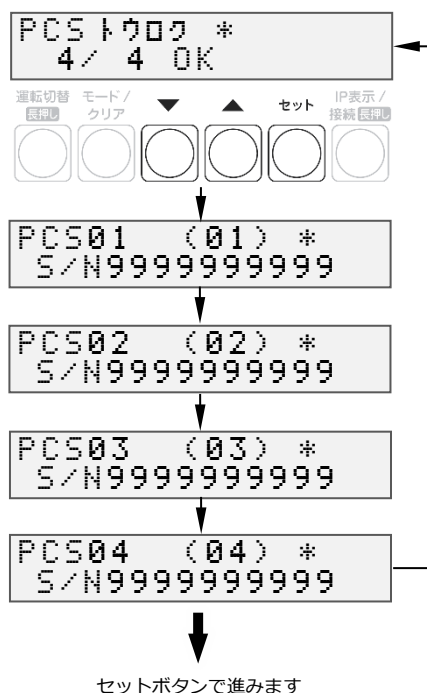 PCSトウロク *
4/ 4 OK
運転切替 モード/ ▼ ▲ セット IP表示/
長押し クリア 接続 長押し
PCS01 (01) *
S/N9999999999
PCS02 (02) *
S/N9999999999
PCS03 (03) *
S/N9999999999
PCS04 (04) *
S/N9999999999
セットボタンで進みます